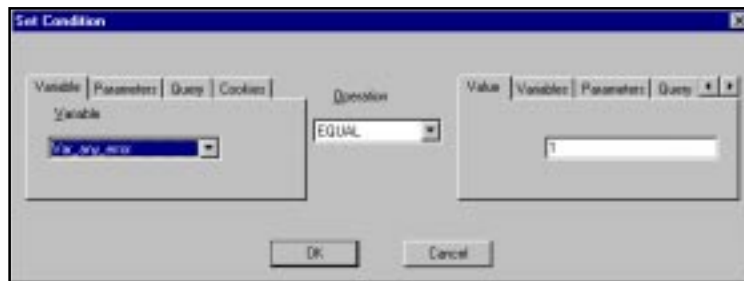 Set Condition
Variable Parameters Query Cookies
Variable
Var_any_error
Operation
EQUAL
Value Variables Parameters Query
1
OK Cancel